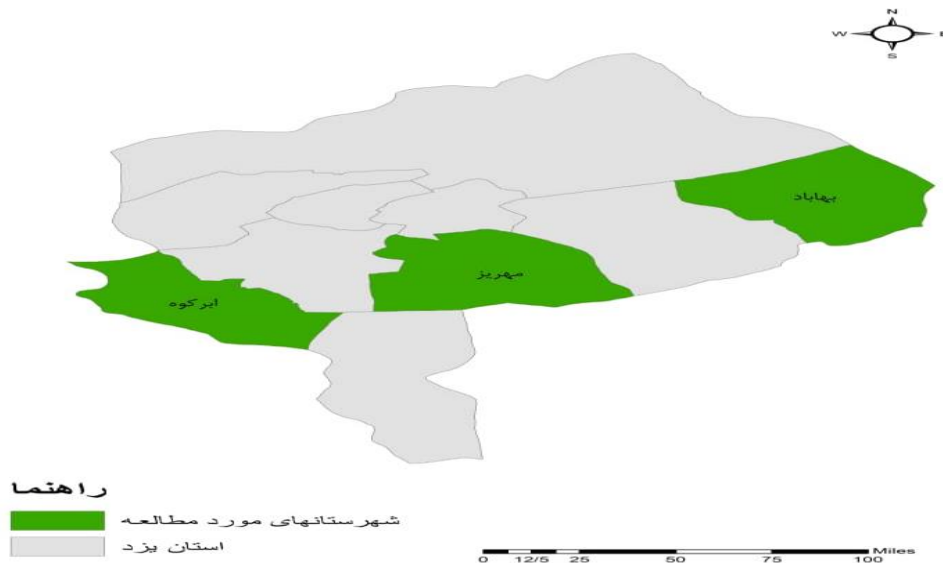 N
W
S
بهاباد
مهریز
ابرکوه
راهنما
شهرستانهای مورد مطالعه
استان یزد
Miles
0 12/5 25 50 75 100